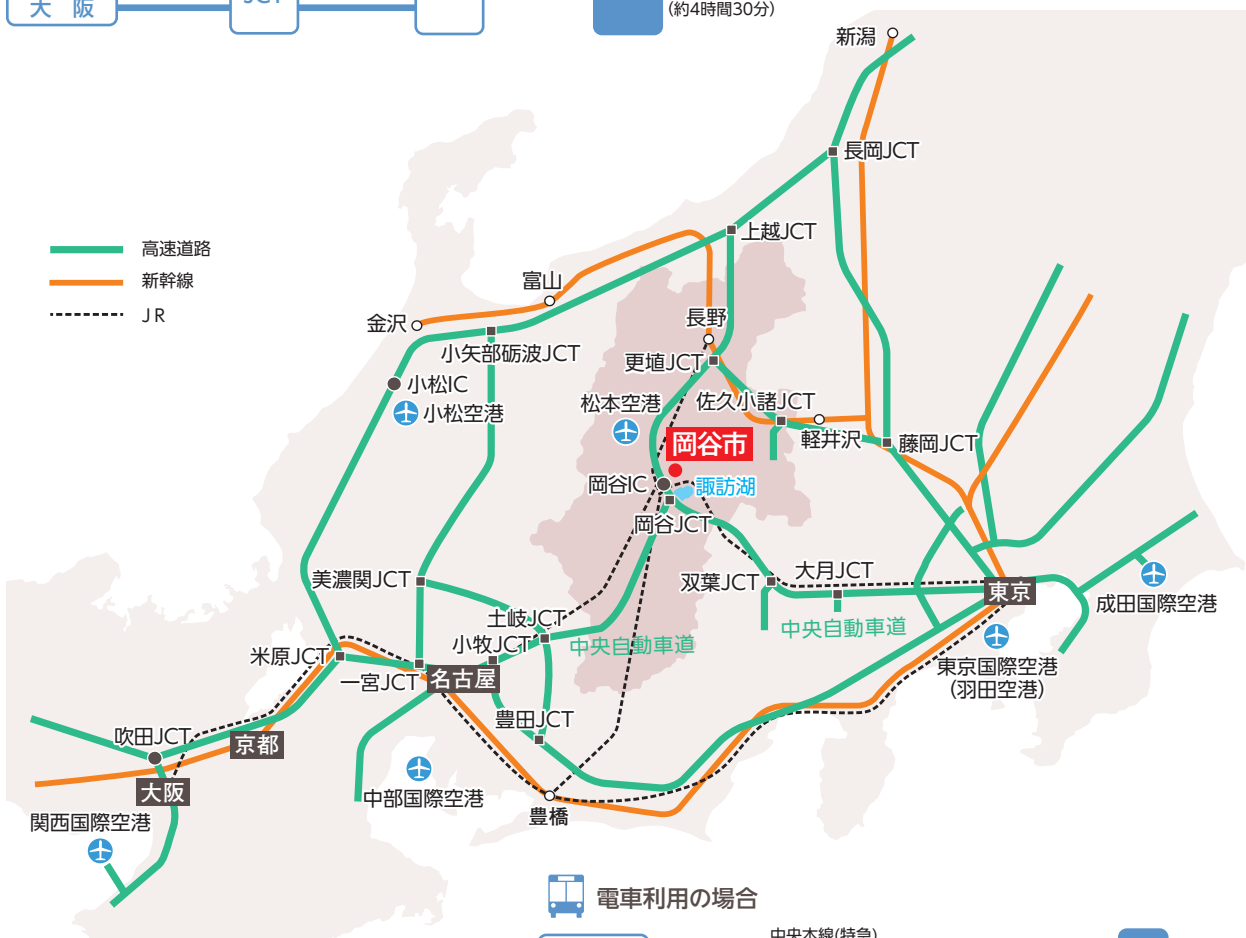 大 阪
JCT
(約4時間30分)
新潟
長岡JCT
高速道路
新幹線
ＪＲ
上越JCT
富山
金沢
長野
小矢部砺波JCT
更埴JCT
小松IC
小松空港
松本空港
佐久小諸JCT
軽井沢
藤岡JCT
岡谷市
岡谷IC
諏訪湖
岡谷JCT
美濃関JCT
双葉JCT
大月JCT
東京
成田国際空港
土岐JCT
小牧JCT
中央自動車道
中央自動車道
米原JCT
一宮JCT
名古屋
東京国際空港
(羽田空港)
豊田JCT
吹田JCT
京都
大阪
中部国際空港
豊橋
関西国際空港
電車利用の場合
中央本線(特急)